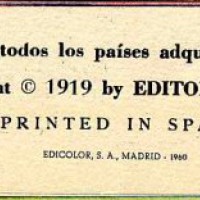 todos los países adqu
t © 1919 by EDITO
PRINTED IN SPA
EDICOLOR, S. A., MADRID - 1960